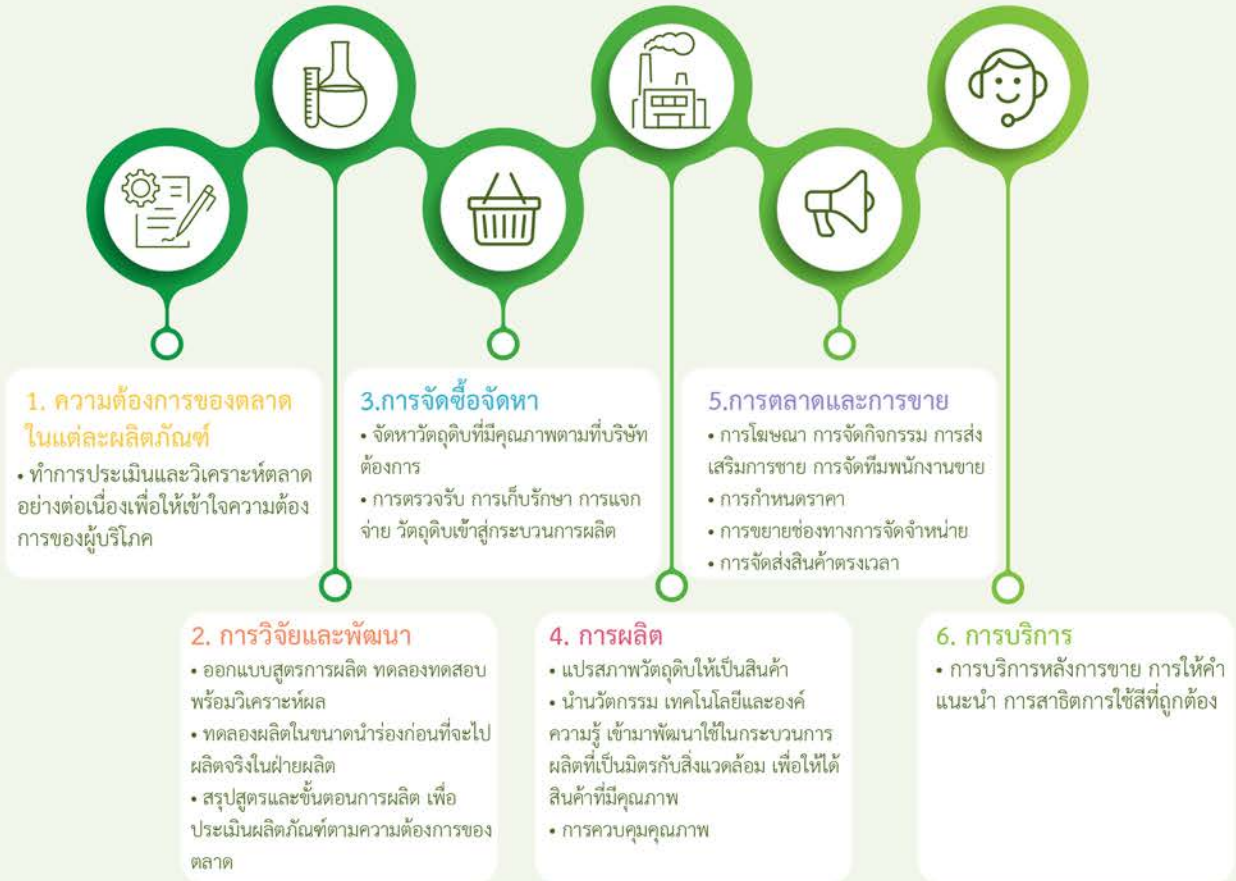 1. ความต้องการของตลาด
ในแต่ละผลิตภัณฑ์
• ทำการประเมินและวิเคราะห์ตลาด
อย่างต่อเนื่องเพื่อให้เข้าใจความต้อง
การของผู้บริโภค
2. การวิจัยและพัฒนา
• ออกแบบสูตรการผลิต ทดลองทดสอบ
พร้อมวิเคราะห์ผล
• ทดลองผลิตในขนาดนำร่องก่อนที่จะไป
ผลิตจริงในฝ่ายผลิต
• สรุปสูตรและขั้นตอนการผลิต เพื่อ
ประเมินผลิตภัณฑ์ตามความต้องการของ
ตลาด
3.การจัดซื้อจัดหา
• จัดหาวัตถุดิบที่มีคุณภาพตามที่บริษัท
ต้องการ
• การตรวจรับ การเก็บรักษา การแจก
จ่าย วัตถุดิบเข้าสู่กระบวนการผลิต
4. การผลิต
• แปรสภาพวัตถุดิบให้เป็นสินค้า
• นำนวัตกรรม เทคโนโลยีและองค์
ความรู้ เข้ามาพัฒนาใช้ในกระบวนการ
ผลิตที่เป็นมิตรกับสิ่งแวดล้อม เพื่อให้ได้
สินค้าที่มีคุณภาพ
• การควบคุมคุณภาพ
5.การตลาดและการขาย
• การโฆษณา การจัดกิจกรรม การส่ง
เสริมการขาย การจัดทีมพนักงานขาย
• การกำหนดราคา
• การขยายช่องทางการจัดจำหน่าย
• การจัดส่งสินค้าตรงเวลา
6. การบริการ
• การบริการหลังการขาย การให้คำ
แนะนำ การสาธิตการใช้สีที่ถูกต้อง